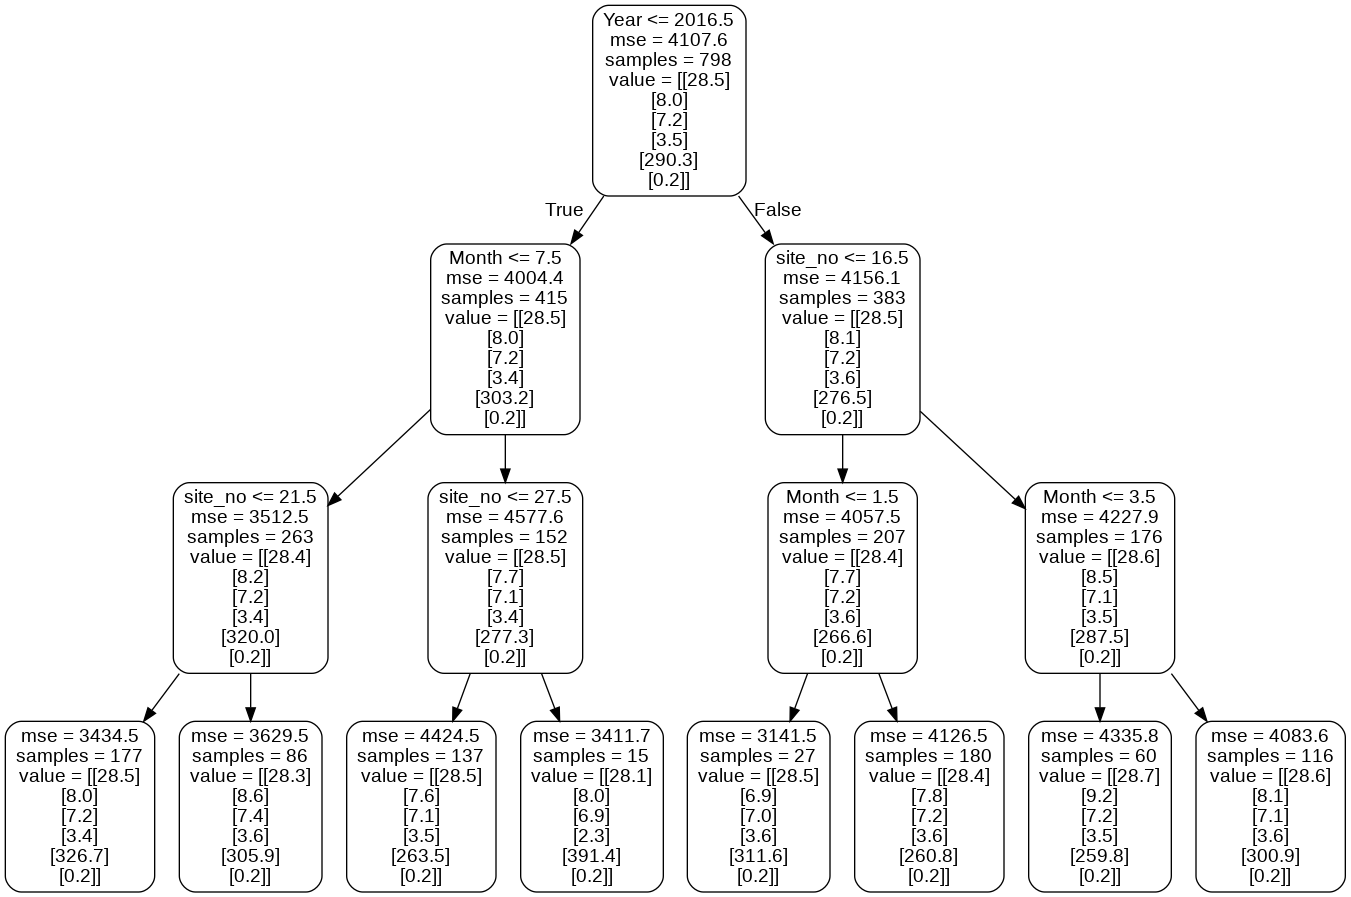 Year <= 2016.5
mse = 4107.6
samples = 798
value = [[28.5]
[8.0]
[7.2]
[3.5]
[290.3]
[0.2]]
True
False
Month <= 7.5
mse = 4004.4
samples = 415
value = [[28.5]
[8.0]
[7.2]
[3.4]
[303.2]
[0.2]]
site_no <= 16.5
mse = 4156.1
samples = 383
value = [[28.5]
[8.1]
[7.2]
[3.6]
[276.5]
[0.2]]
site_no <= 21.5
mse = 3512.5
samples = 263
value = [[28.4]
[8.2]
[7.2]
[3.4]
[320.0]
[0.2]]
site_no <= 27.5
mse = 4577.6
samples = 152
value = [[28.5]
[7.7]
[7.1]
[3.4]
[277.3]
[0.2]]
Month <= 1.5
mse = 4057.5
samples = 207
value = [[28.4]
[7.7]
[7.2]
[3.6]
[266.6]
[0.2]]
Month <= 3.5
mse = 4227.9
samples = 176
value = [[28.6]
[8.5]
[7.1]
[3.5]
[287.5]
[0.2]]
mse = 3434.5
samples = 177
value = [[28.5]
[8.0]
[7.2]
[3.4]
[326.7]
[0.2]]
mse = 3629.5
samples = 86
value = [[28.3]
[8.6]
[7.4]
[3.6]
[305.9]
[0.2]]
mse = 4424.5
samples = 137
value = [[28.5]
[7.6]
[7.1]
[3.5]
[263.5]
[0.2]]
mse = 3411.7
samples = 15
value = [[28.1]
[8.0]
[6.9]
[2.3]
[391.4]
[0.2]]
mse = 3141.5
samples = 27
value = [[28.5]
[6.9]
[7.0]
[3.6]
[311.6]
[0.2]]
mse = 4126.5
samples = 180
value = [[28.4]
[7.8]
[7.2]
[3.6]
[260.8]
[0.2]]
mse = 4335.8
samples = 60
value = [[28.7]
[9.2]
[7.2]
[3.5]
[259.8]
[0.2]]
mse = 4083.6
samples = 116
value = [[28.6]
[8.1]
[7.1]
[3.6]
[300.9]
[0.2]]